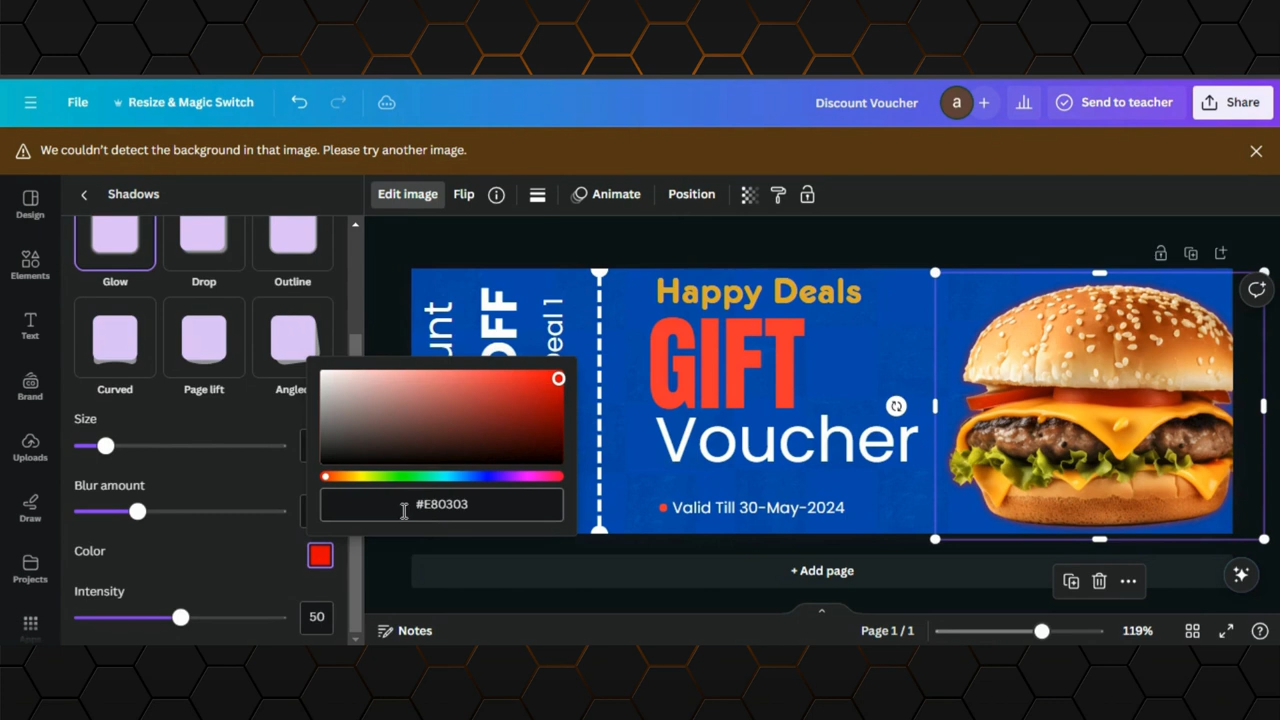 File
Resize & Magic Switch
Discount Voucher
a
Send to teacher
Share
We couldn't detect the background in that image. Please try another image.
Design
Elements
Text
Brand
Uploads
Draw
Projects
Apps
Shadows
Glow
Drop
Outline
Curved
Page lift
Size
Blur amount
Color
Intensity
50
#E80303
Edit image
Flip
Animate
Position
OFF
Happy Deals
GIFT
Voucher
Valid Till 30-May-2024
+ Add page
Notes
Page 1 / 1
119%